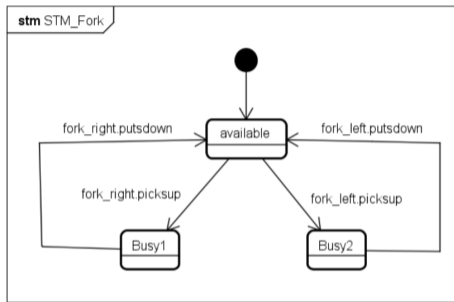 stm STM_Fork
fork_right.putsdown
available
fork_left.putsdown
fork_right.picksup
fork_left.picksup
Busy1
Busy2